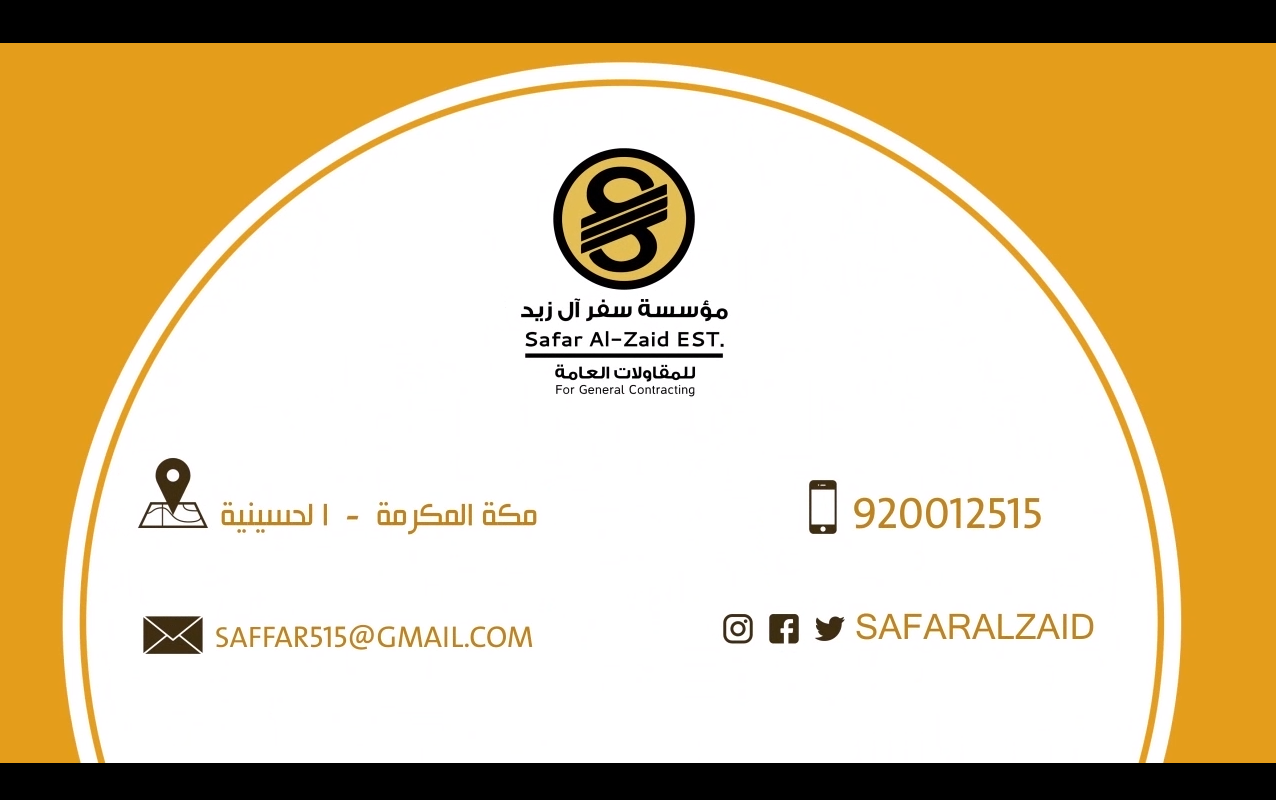 مؤسسة سفر آل زيد
Safar Al-Zaid EST.
للمقاولات العامة
For General Contracting
مكة المكرمة - الحسينية
920012515
SAFFAR515@GMAIL.COM
SAFARALZAID